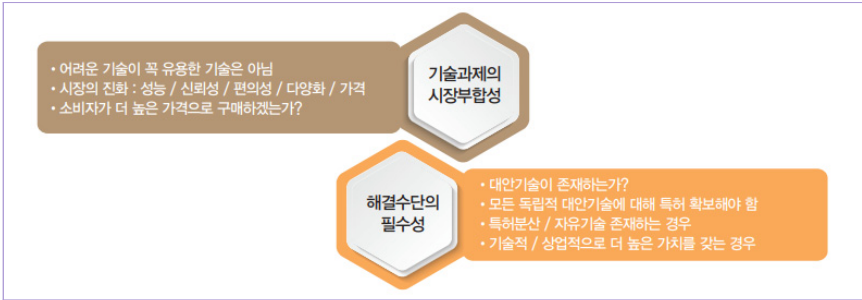 • 어려운 기술이 꼭 유용한 기술은 아님
• 시장의 진화 : 성능 / 신뢰성 / 편의성 / 다양화 / 가격
• 소비자가 더 높은 가격으로 구매하겠는가?
기술과제의
시장부합성
해결수단의
필수성
• 대안기술이 존재하는가?
• 모든 독립적 대안기술에 대해 특허 확보해야 함
• 특허분산 / 자유기술 존재하는 경우
• 기술적 / 상업적으로 더 높은 가치를 갖는 경우